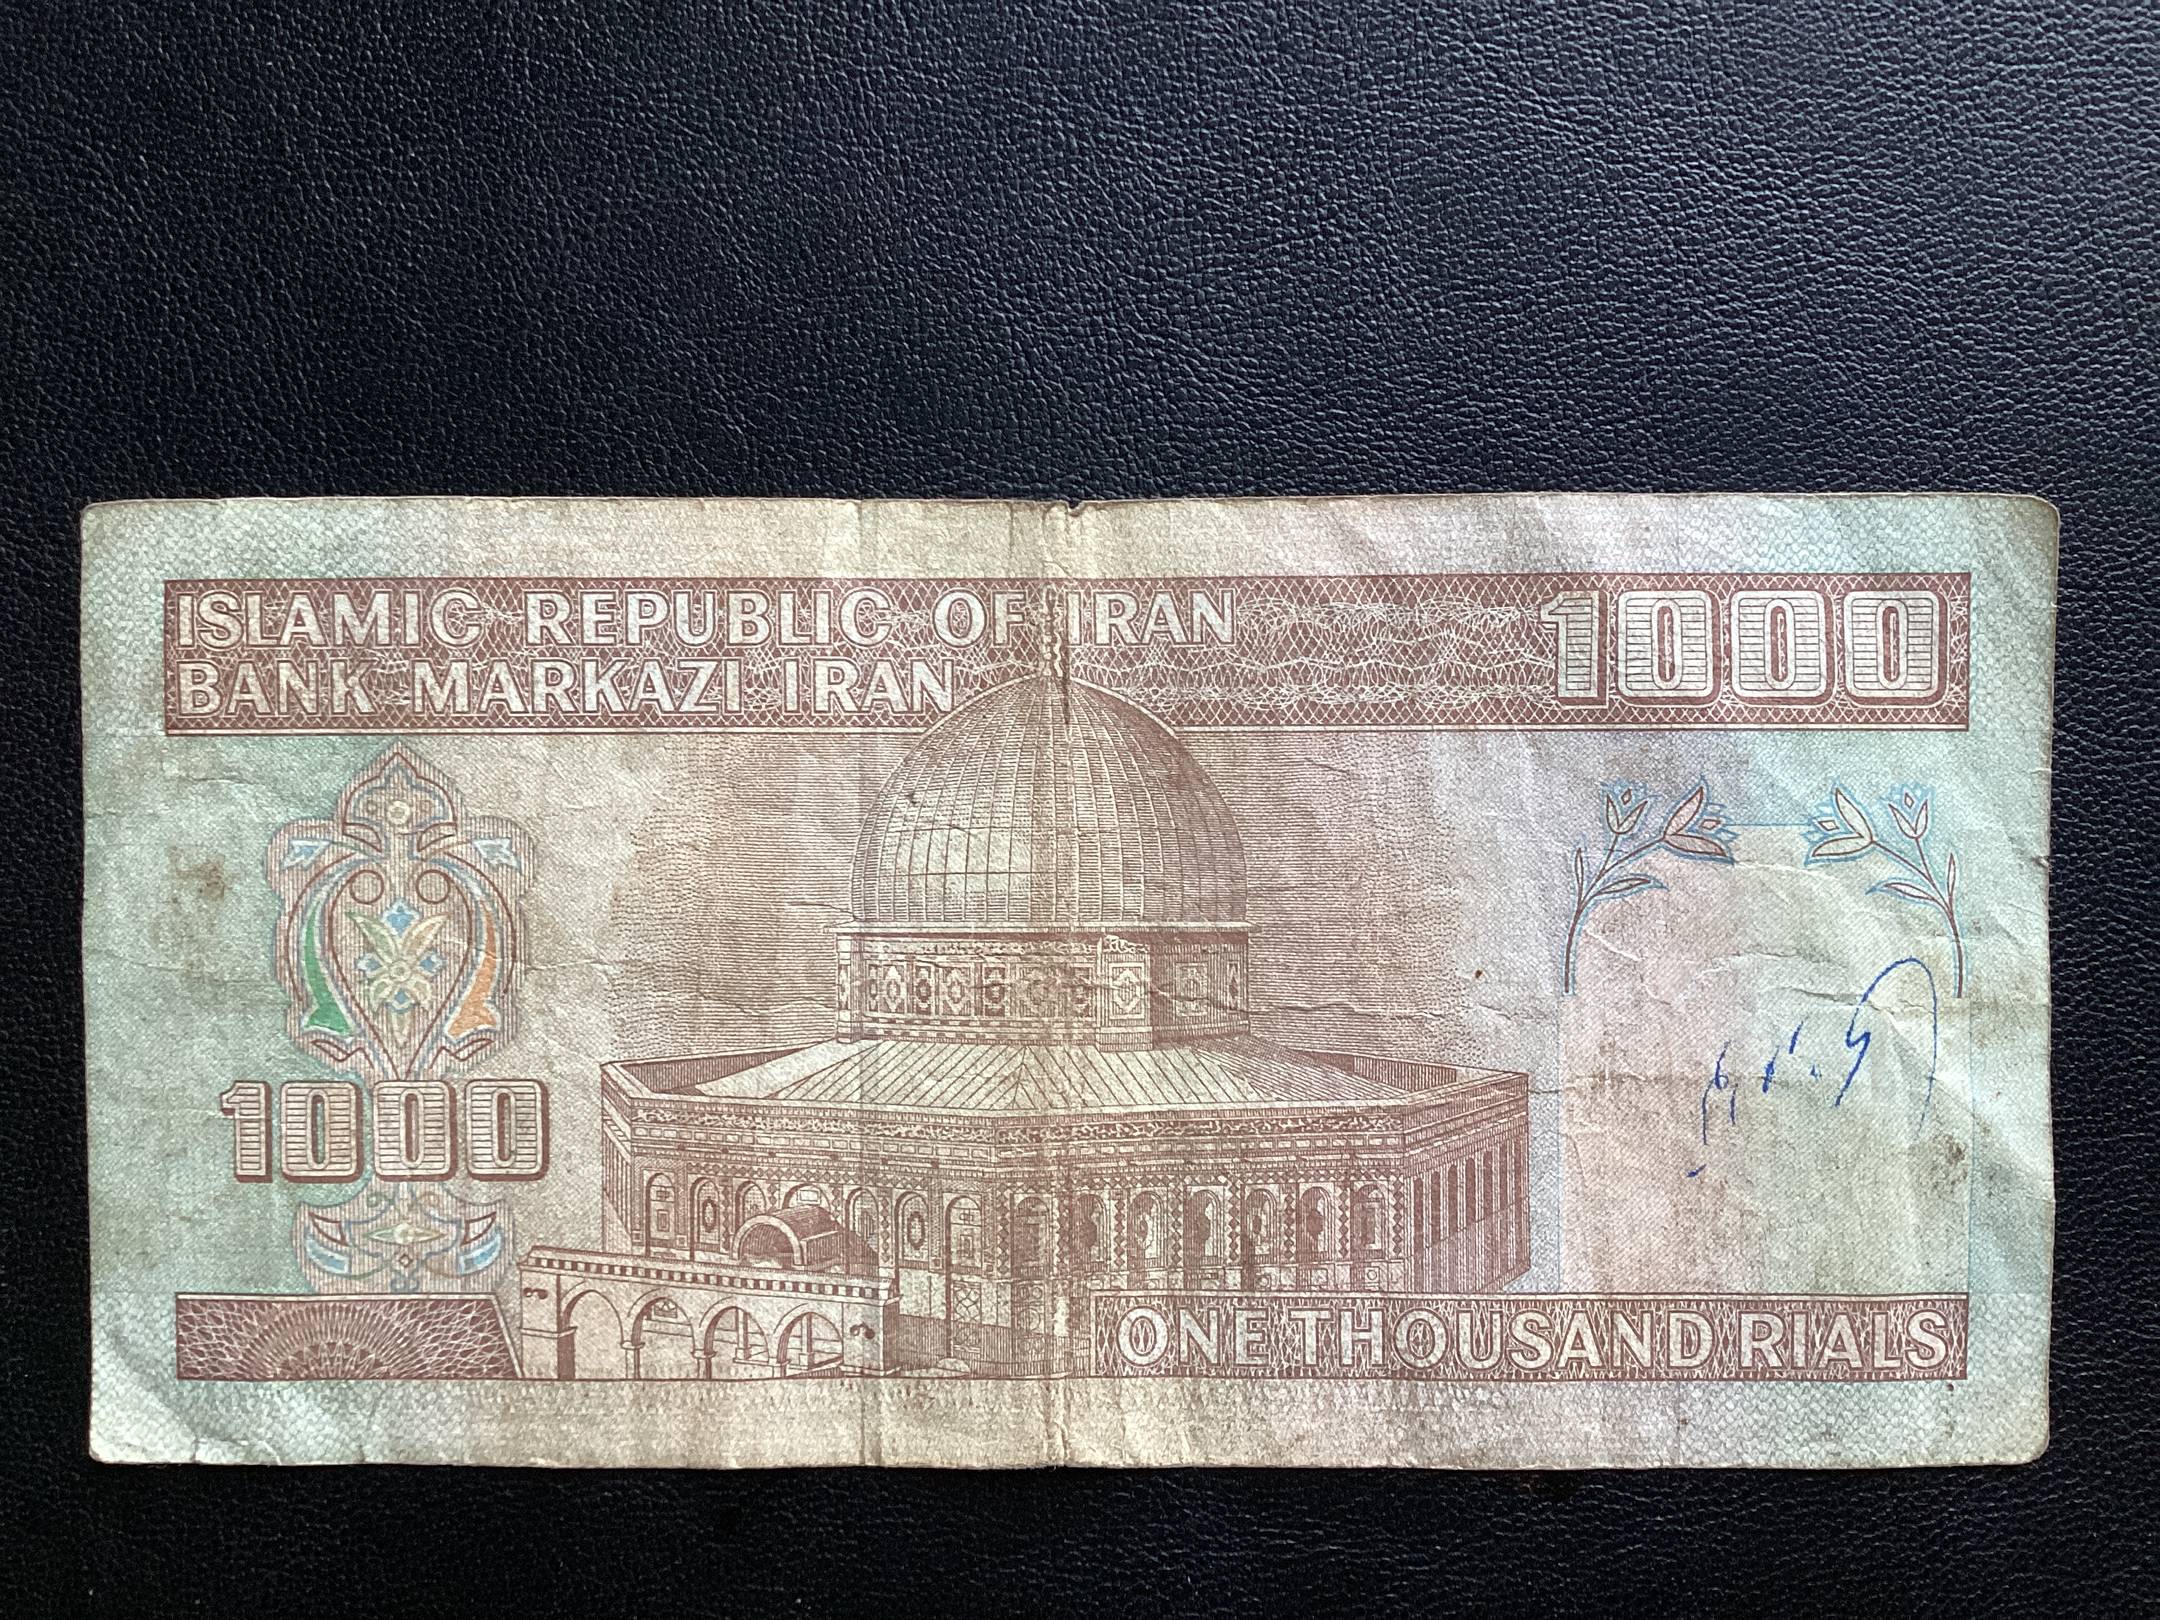 ISLAMIC REPUBLIC OF IRAN 1000
BANK MARKAZI IRAN
1000
ONE THOUSAND RIALS